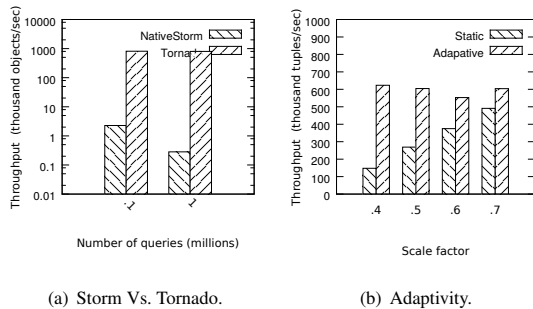 NativeStorm
Tornado
Throughput (thousand objects/sec)
10000
1000
100
10
1
0.1
0.01
.1
1
Number of queries (millions)
(a) Storm Vs. Tornado.
Static
Adapative
Throughput (thousand tuples/sec)
1000
900
800
700
600
500
400
300
200
100
0
.4
.5
.6
.7
Scale factor
(b) Adaptivity.